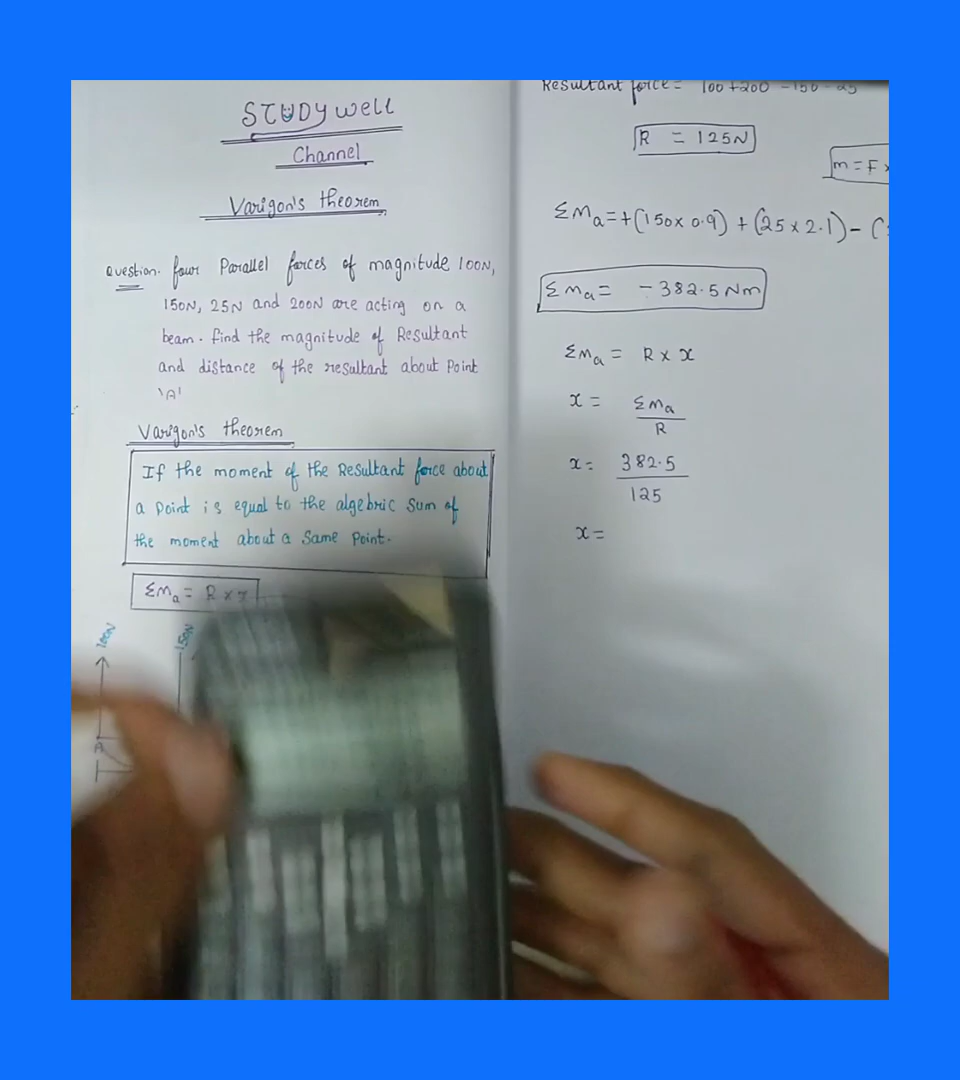 STUDY well
Channel
Varigon's theorem
Question. four Parallel forces of magnitude 100N,
150N, 25N and 200N are acting on a
beam. find the magnitude of Resultant
and distance of the resultant about Point
'A'
Varigon's theorem
If the moment of the Resultant force about
a point is equal to the algebric sum of
the moment about a same point.
ΣMa = R × x
100N
150N
A
Resultant force = 100 + 200 - 150 - 25
R = 125N
m = F ×
ΣMa = +(150 × 0.9) + (25 × 2.1) - (
ΣMa = - 382.5 Nm
ΣMa = R × x
x = ΣMa / R
x = 382.5 / 125
x =